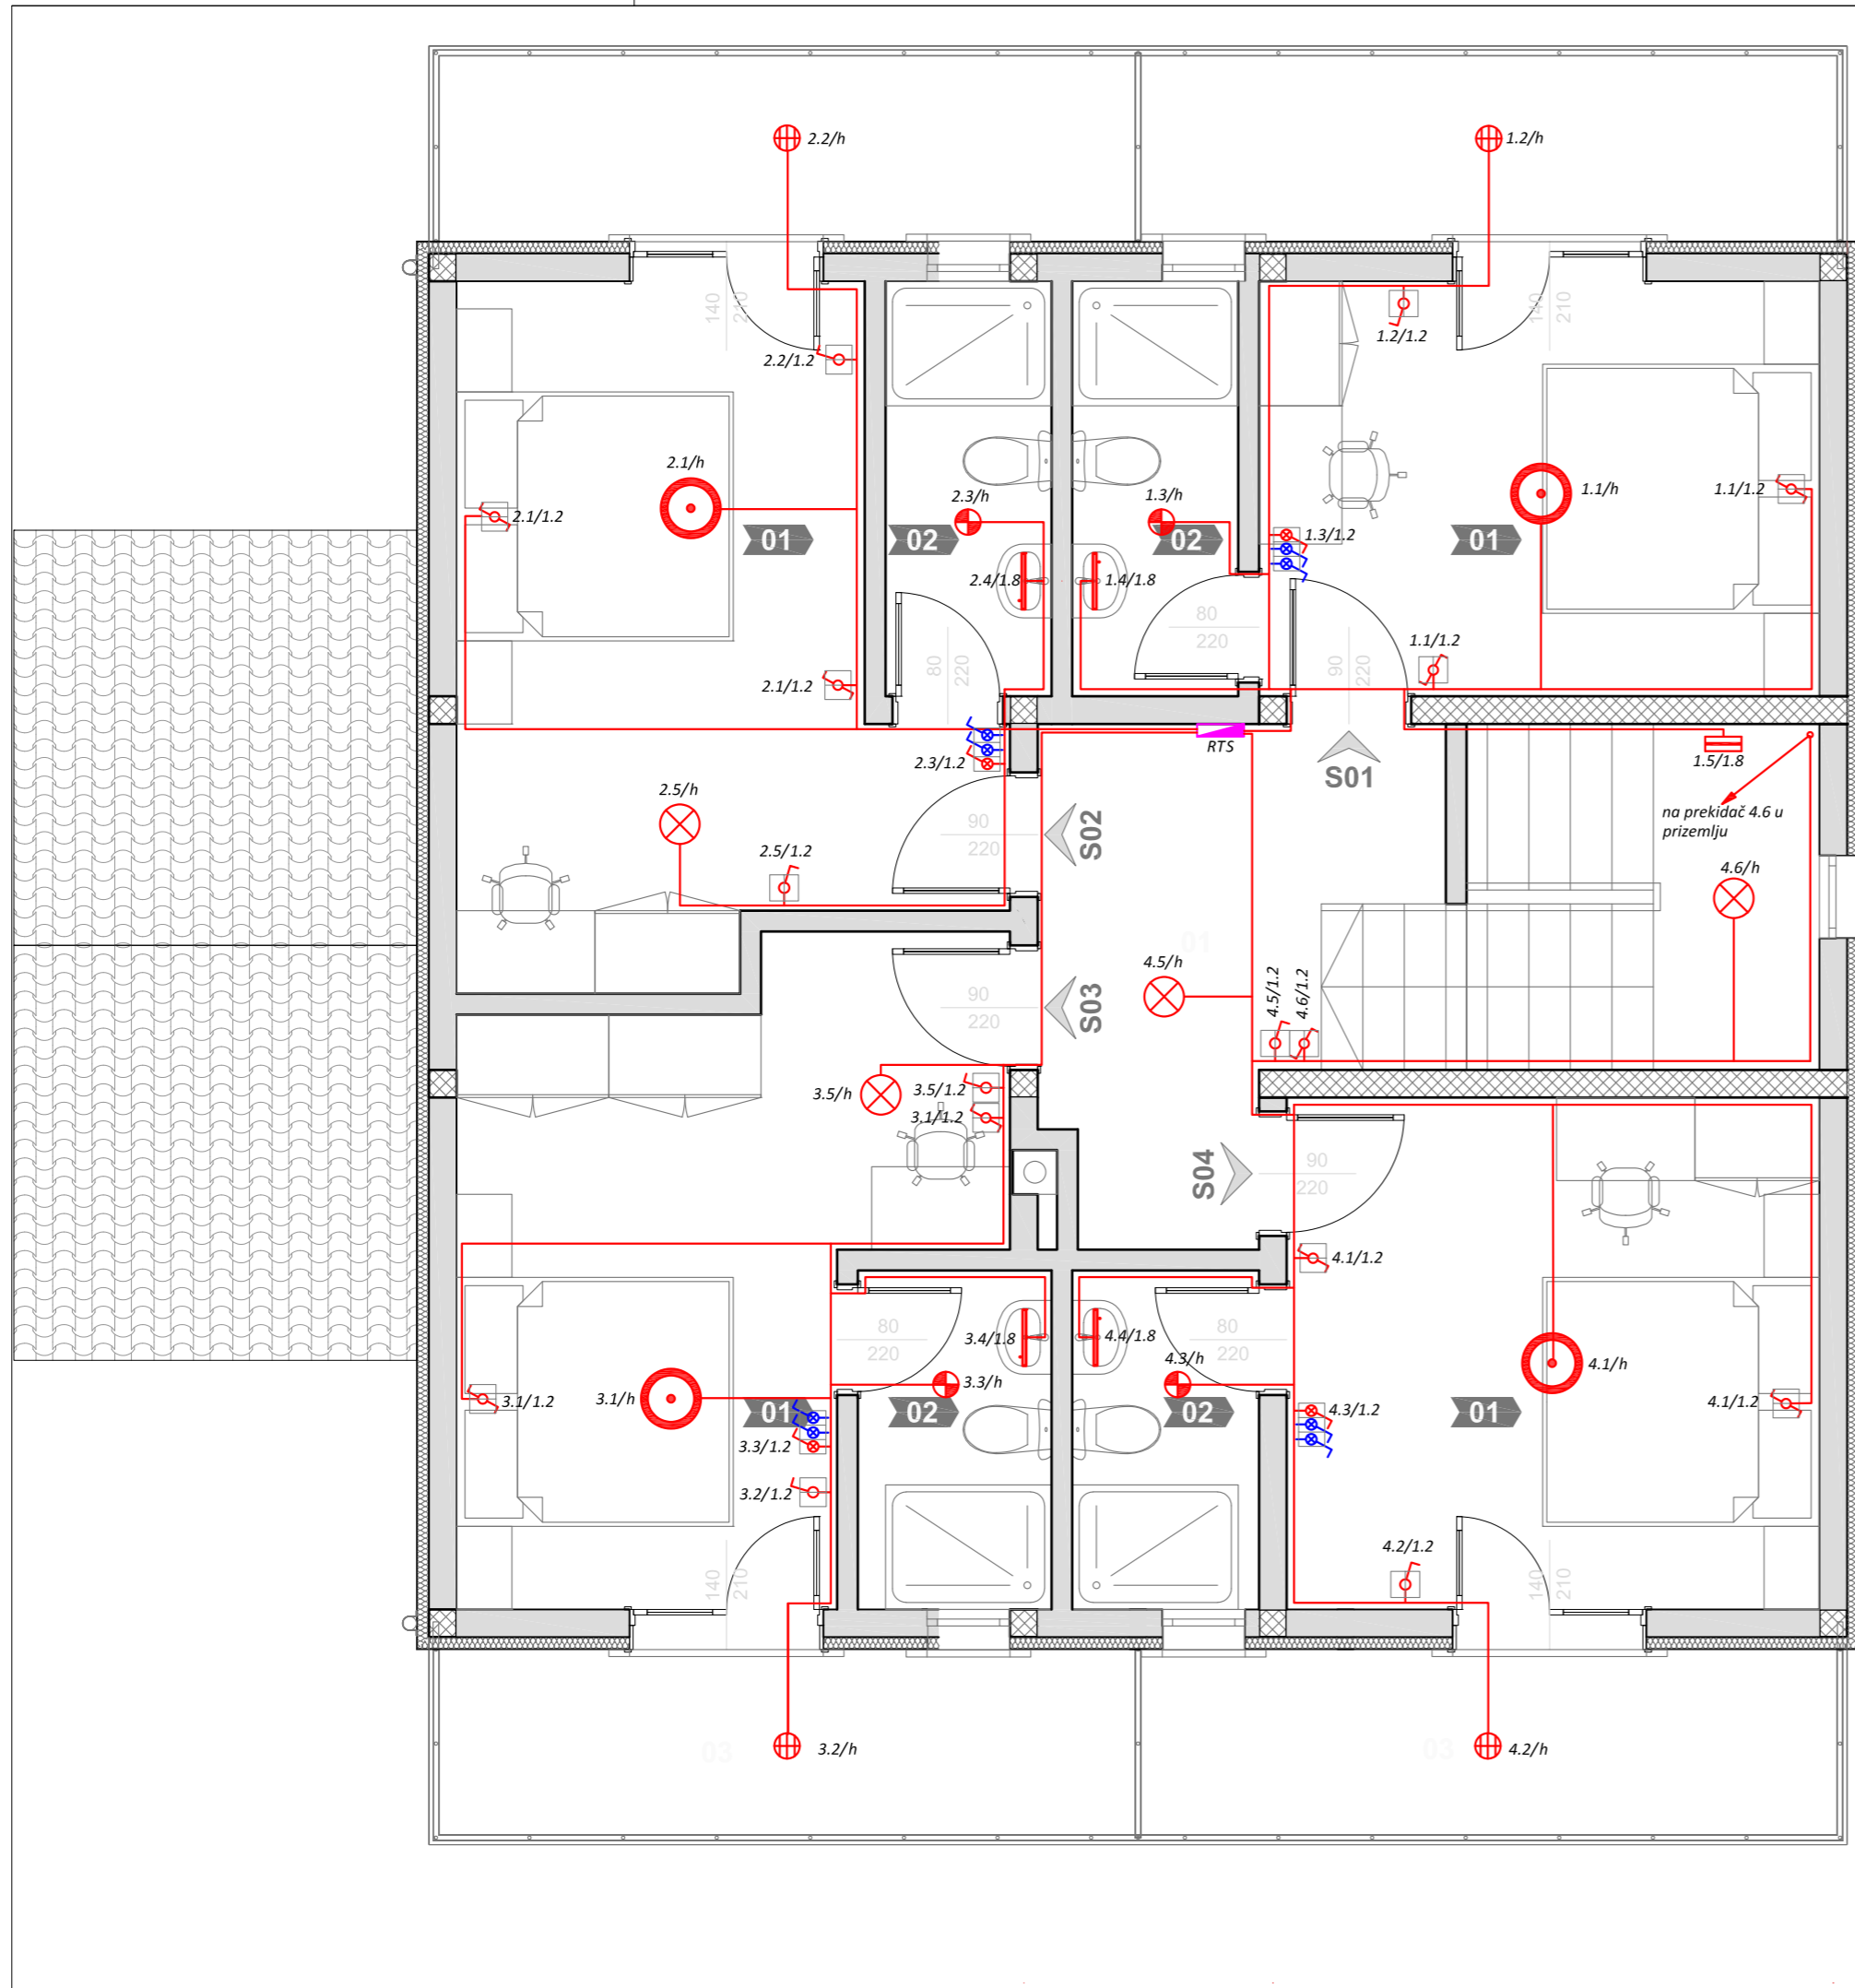 2.2/h
1.2/h
140
210
140
210
1.2/1.2
2.2/1.2
2.1/h
2.3/h
1.3/h
1.1/h
1.1/1.2
2.1/1.2
01
02
02
1.3/1.2
01
2.4/1.8
1.4/1.8
80
220
80
220
90
220
1.1/1.2
2.1/1.2
RTS
2.3/1.2
S01
1.5/1.8
2.5/h
na prekidač 4.6 u
prizemlju
90
220
S02
2.5/1.2
4.6/h
01
4.5/h
4.5/1.2
4.6/1.2
90
220
S03
3.5/h
3.5/1.2
3.1/1.2
S04
90
220
4.1/1.2
80
220
3.4/1.8
4.4/1.8
80
220
4.3/h
3.3/h
4.1/h
3.1/1.2
3.1/h
01
02
02
4.3/1.2
01
4.1/1.2
3.3/1.2
3.2/1.2
4.2/1.2
140
210
140
210
03
3.2/h
03
4.2/h